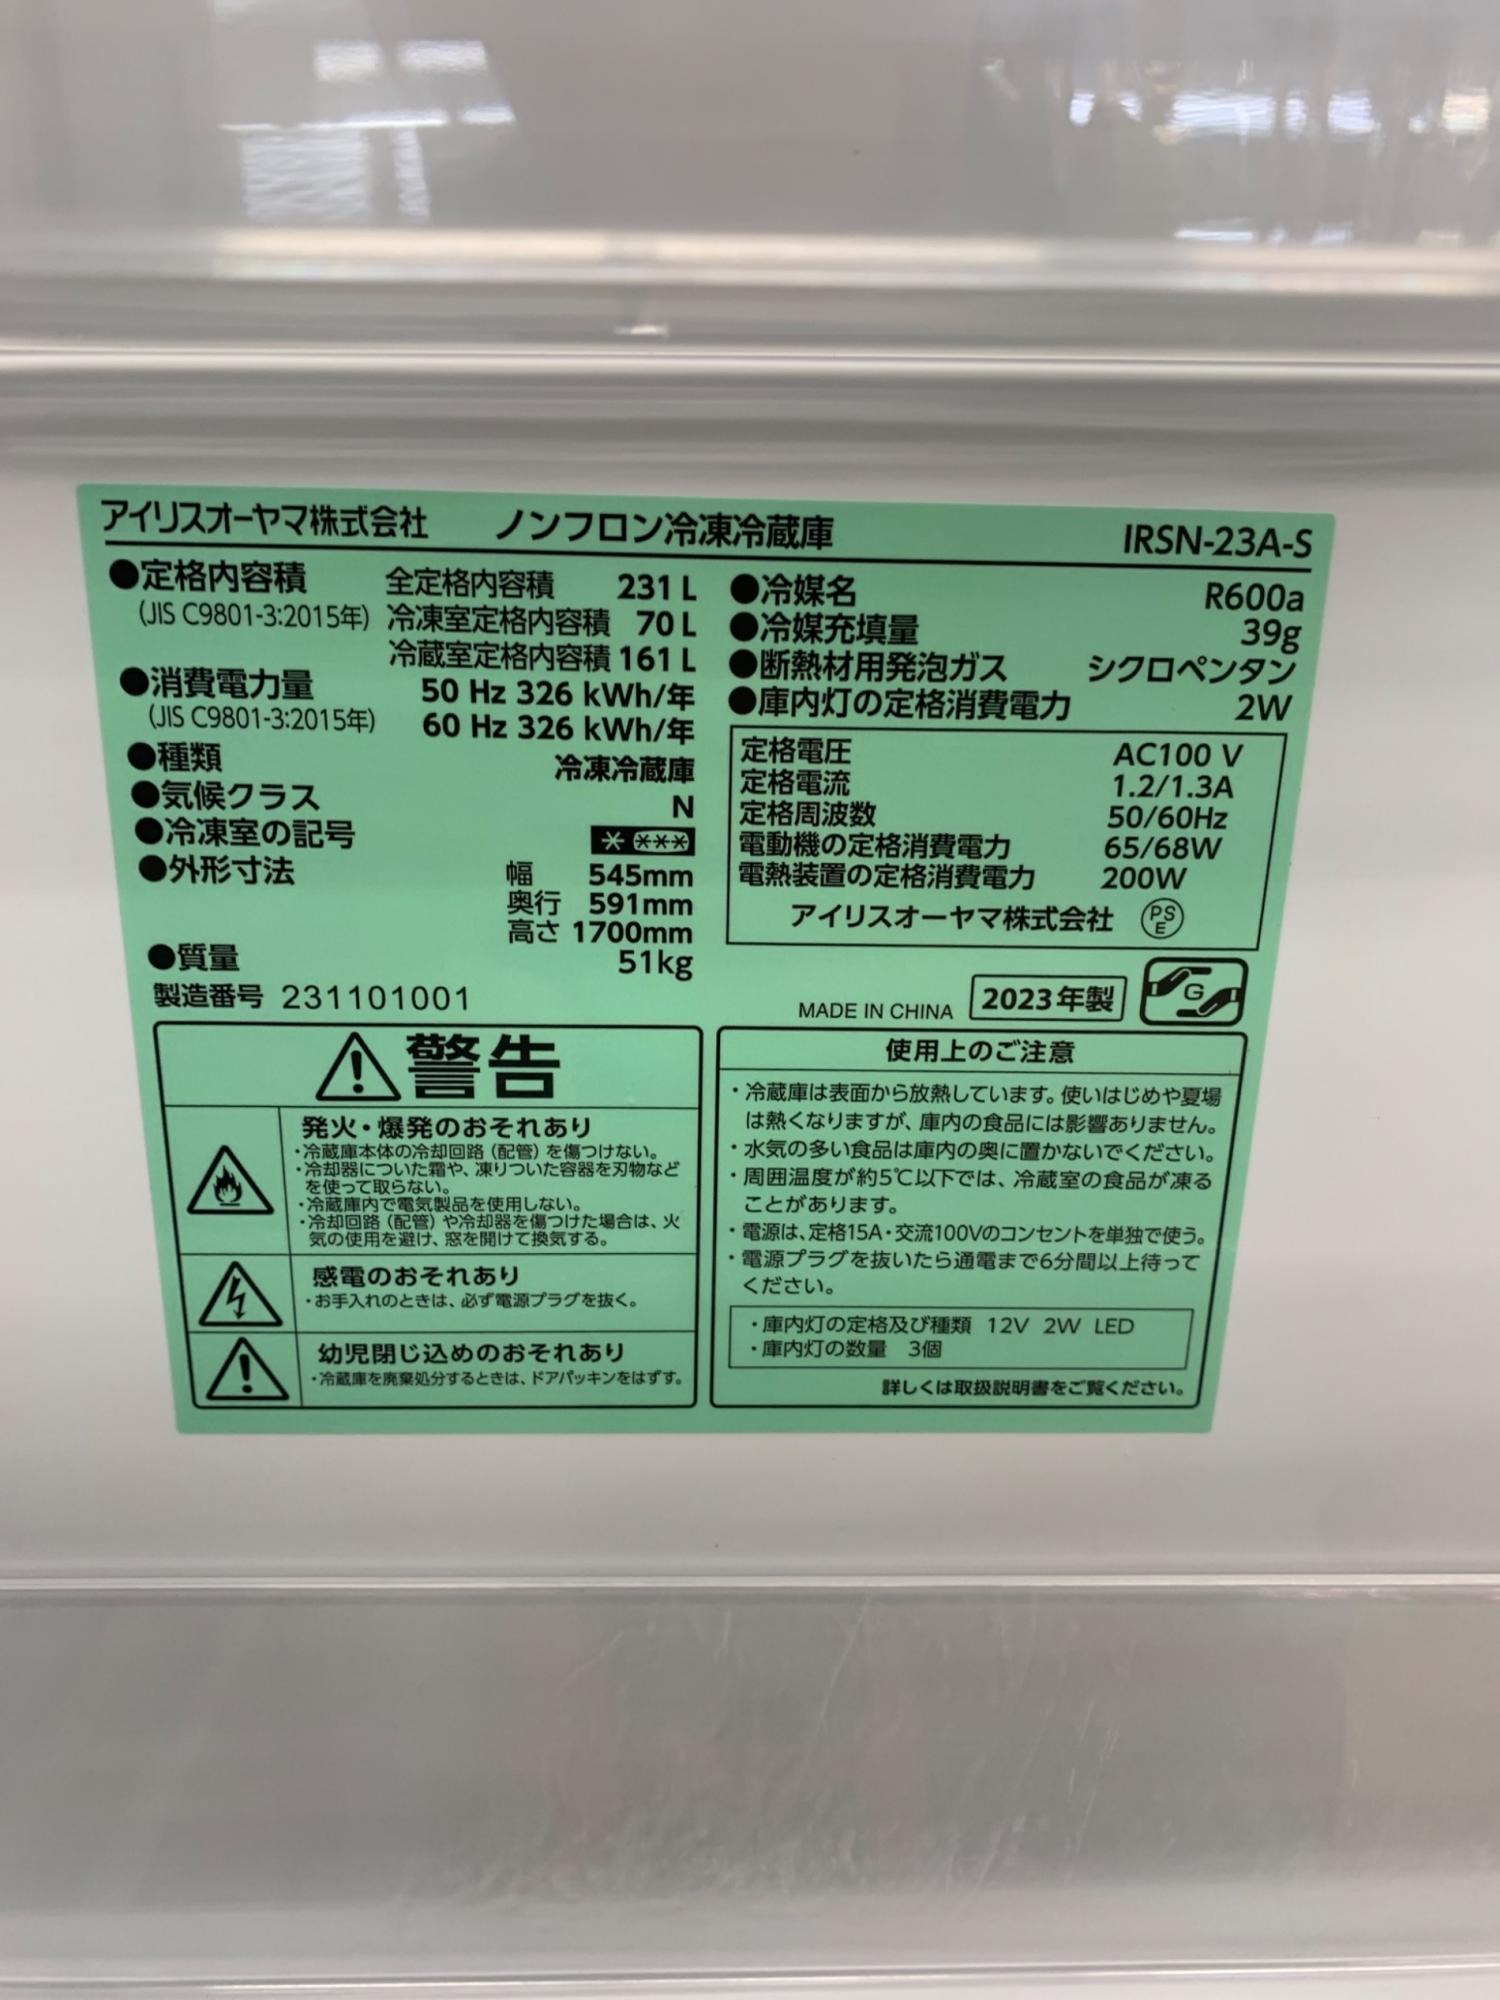 アイリスオーヤマ株式会社 ノンフロン冷凍冷蔵庫 IRSN-23A-S
●定格内容積 全定格内容積 231 L
(JIS C9801-3:2015年) 冷凍室定格内容積 70 L
冷蔵室定格内容積 161 L
●消費電力量 50 Hz 326 kWh/年
(JIS C9801-3:2015年) 60 Hz 326 kWh/年
●種類 冷凍冷蔵庫
●気候クラス N
●冷凍室の記号
●外形寸法 幅 545mm
奥行 591mm
高さ 1700mm
●質量 51kg
製造番号 231101001
●冷媒名 R600a
●冷媒充填量 39g
●断熱材用発泡ガス シクロペンタン
●庫内灯の定格消費電力 2W
定格電圧 AC100 V
定格電流 1.2/1.3A
定格周波数 50/60Hz
電動機の定格消費電力 65/68W
電熱装置の定格消費電力 200W
アイリスオーヤマ株式会社 PSE
MADE IN CHINA 2023年製 G
警告
発火・爆発のおそれあり
・冷蔵庫本体の冷却回路（配管）を傷つけない。
・冷却器についた霜や、凍りついた容器を刃物など
を使って取らない。
・冷蔵庫内で電気製品を使用しない。
・冷却回路（配管）や冷却器を傷つけた場合は、火
気の使用を避け、窓を開けて換気する。
感電のおそれあり
・お手入れのときは、必ず電源プラグを抜く。
幼児閉じ込めのおそれあり
・冷蔵庫を廃棄処分するときは、ドアパッキンをはずす。
使用上のご注意
・冷蔵庫は表面から放熱しています。使いはじめや夏場
は熱くなりますが、庫内の食品には影響ありません。
・水気の多い食品は庫内の奥に置かないでください。
・周囲温度が約5℃以下では、冷蔵室の食品が凍る
ことがあります。
・電源は、定格15A・交流100Vのコンセントを単独で使う。
・電源プラグを抜いたら通電まで6分間以上待って
ください。
・庫内灯の定格及び種類 12V 2W LED
・庫内灯の数量 3個
詳しくは取扱説明書をご覧ください。